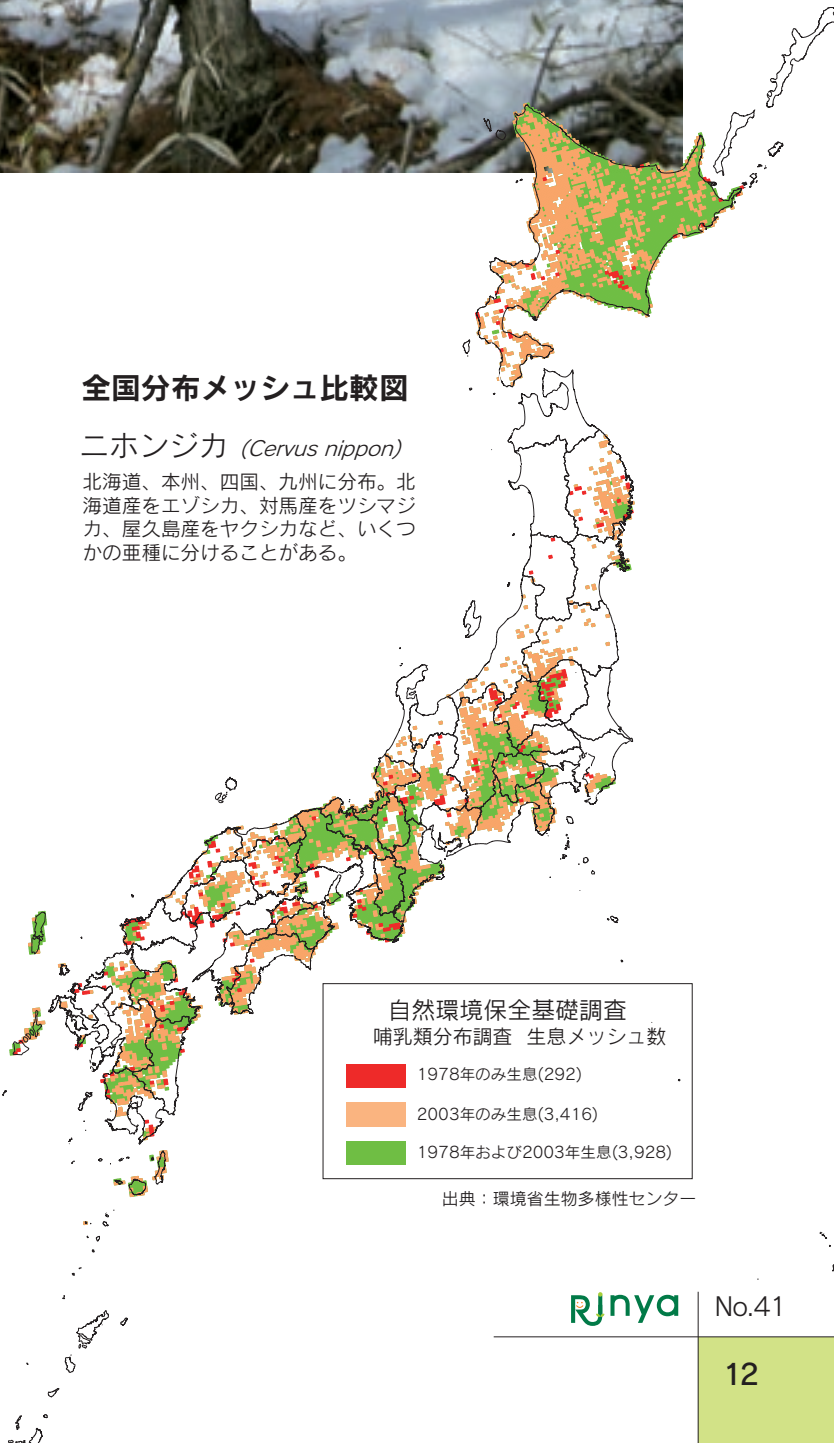 全国分布メッシュ比較図
ニホンジカ (Cervus nippon)
北海道、本州、四国、九州に分布。北
海道産をエゾシカ、対馬産をツシマジ
カ、屋久島産をヤクシカなど、いくつ
かの亜種に分けることがある。
自然環境保全基礎調査
哺乳類分布調査 生息メッシュ数
1978年のみ生息(292)
2003年のみ生息(3,416)
1978年および2003年生息(3,928)
出典：環境省生物多様性センター
Rinya No.41
12